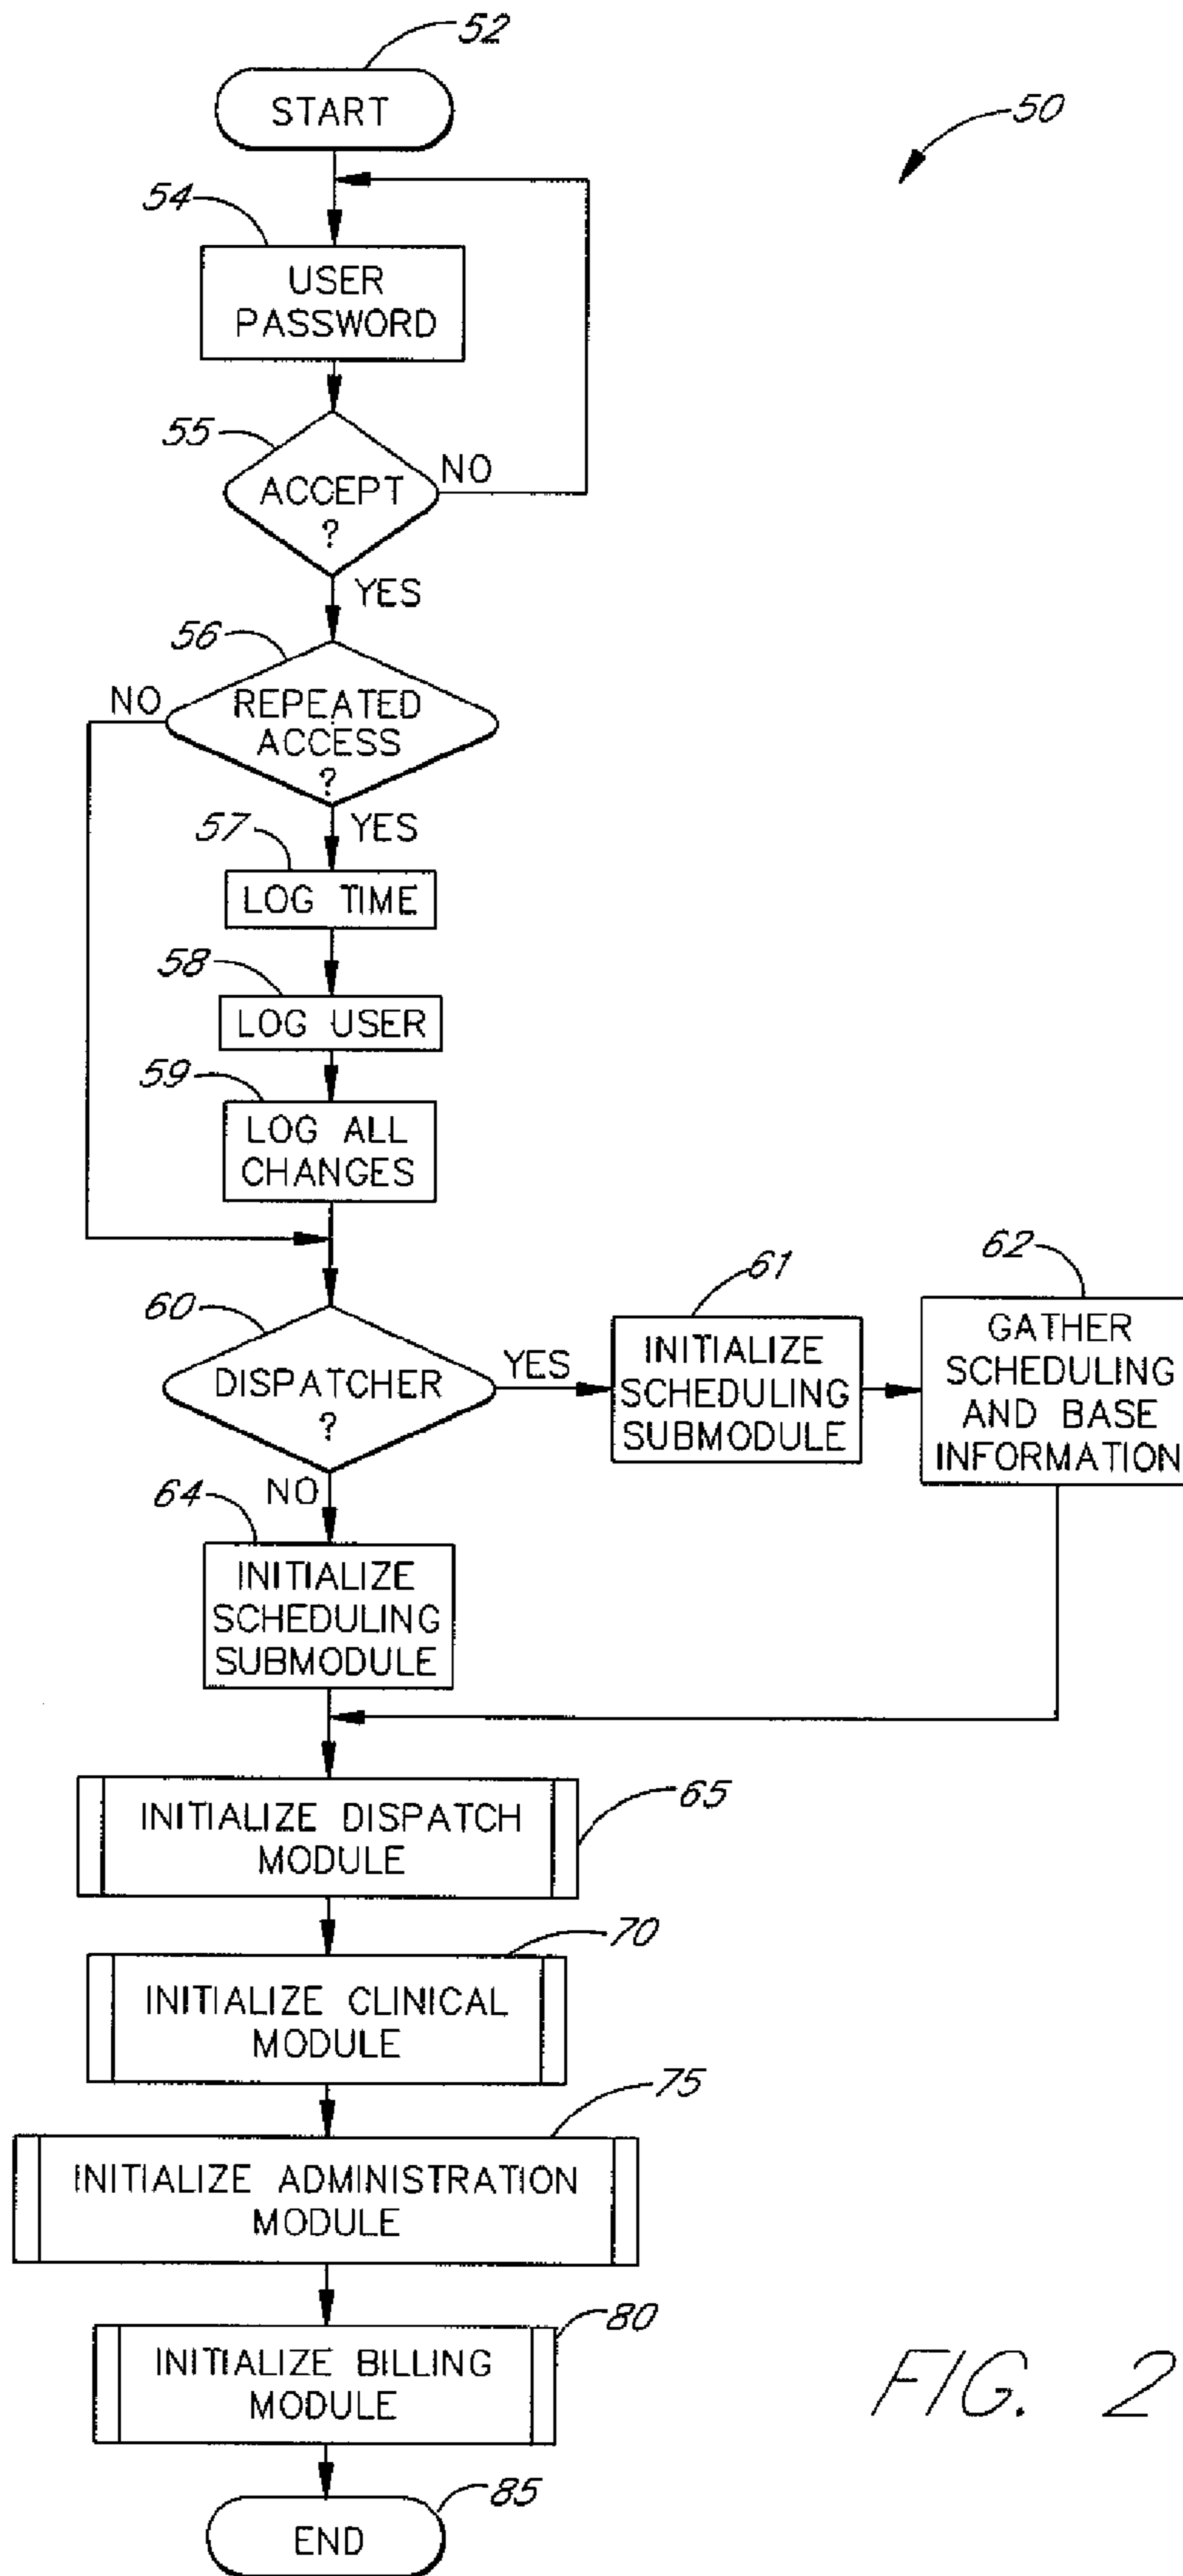 52
START
50
54
USER
PASSWORD
55
ACCEPT
?
NO
YES
56
NO
REPEATED
ACCESS
?
YES
57
LOG TIME
58
LOG USER
59
LOG ALL
CHANGES
60
DISPATCHER
?
YES
61
INITIALIZE
SCHEDULING
SUBMODULE
62
GATHER
SCHEDULING
AND BASE
INFORMATION
NO
64
INITIALIZE
SCHEDULING
SUBMODULE
65
INITIALIZE DISPATCH
MODULE
70
INITIALIZE CLINICAL
MODULE
75
INITIALIZE ADMINISTRATION
MODULE
80
INITIALIZE BILLING
MODULE
85
END
FIG. 2